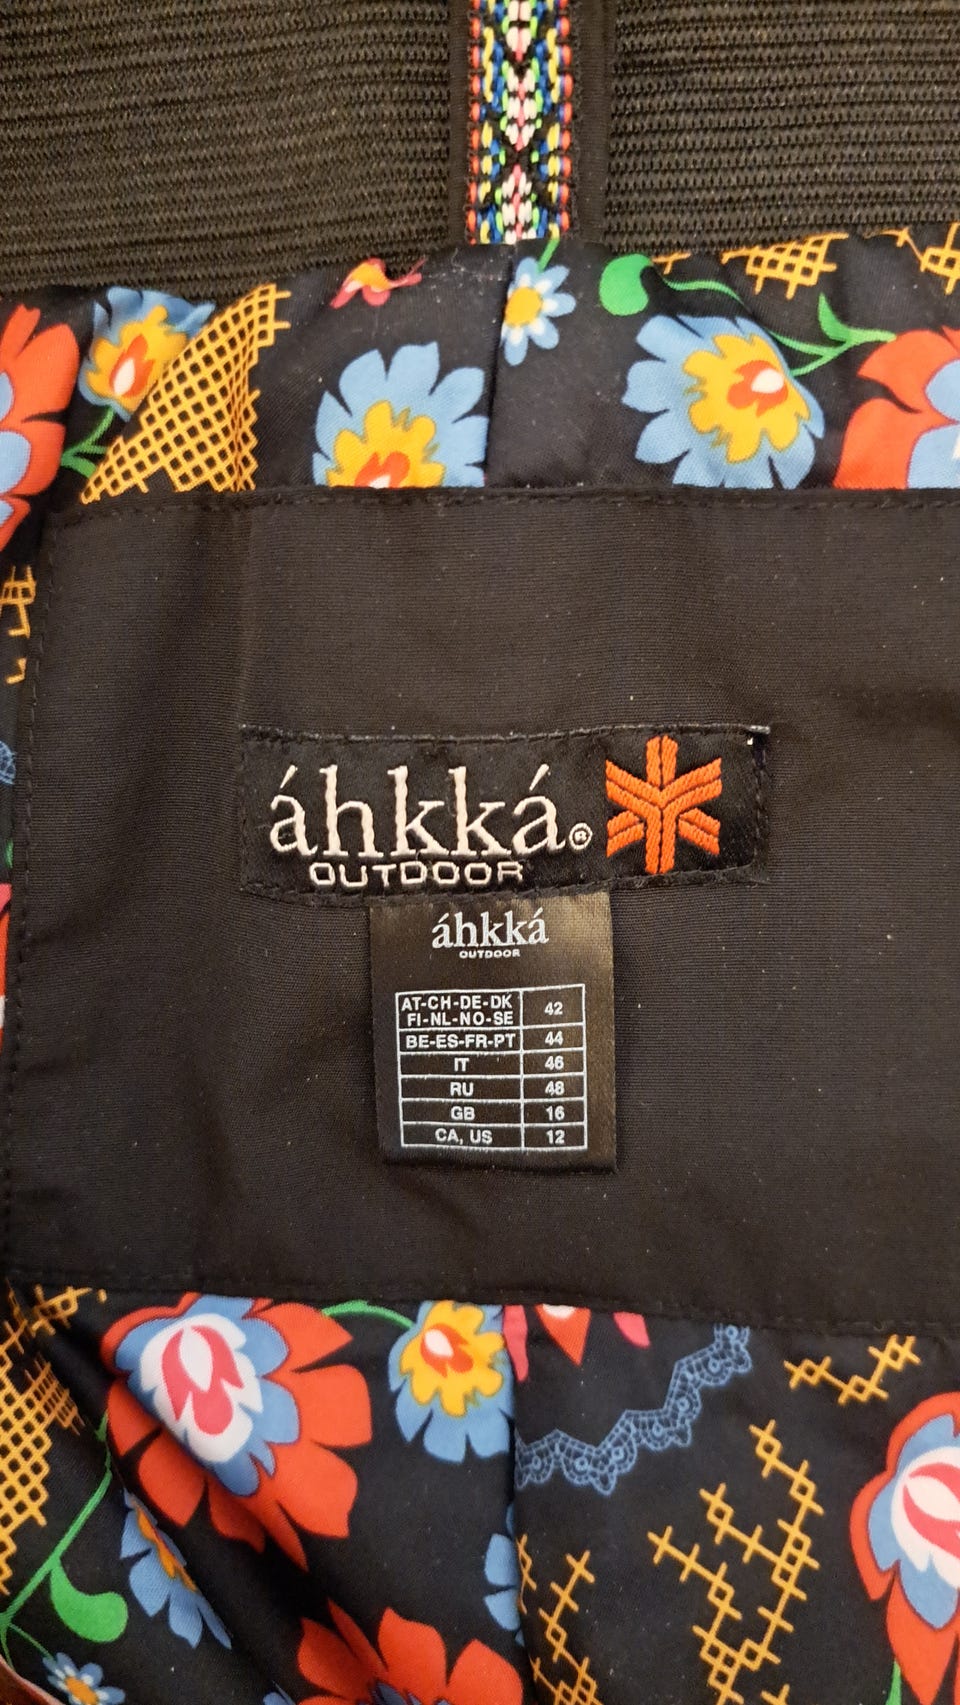 áhkká®
OUTDOOR
áhkká
OUTDOOR
AT-CH-DE-DK
FI-NL-NO-SE 42
BE-ES-FR-PT 44
IT 46
RU 48
GB 16
CA, US 12